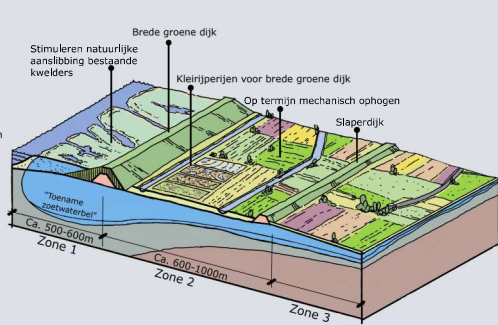 Brede groene dijk
Stimuleren natuurlijke
aanslibbing bestaande
kwelders
Kleirijperijen voor brede groene dijk
Op termijn mechanisch ophogen
Slaperdijk
"Toename
zoetwaterbel"
Ca. 500-600m
Zone 1
Ca. 600-1000m
Zone 2
Zone 3